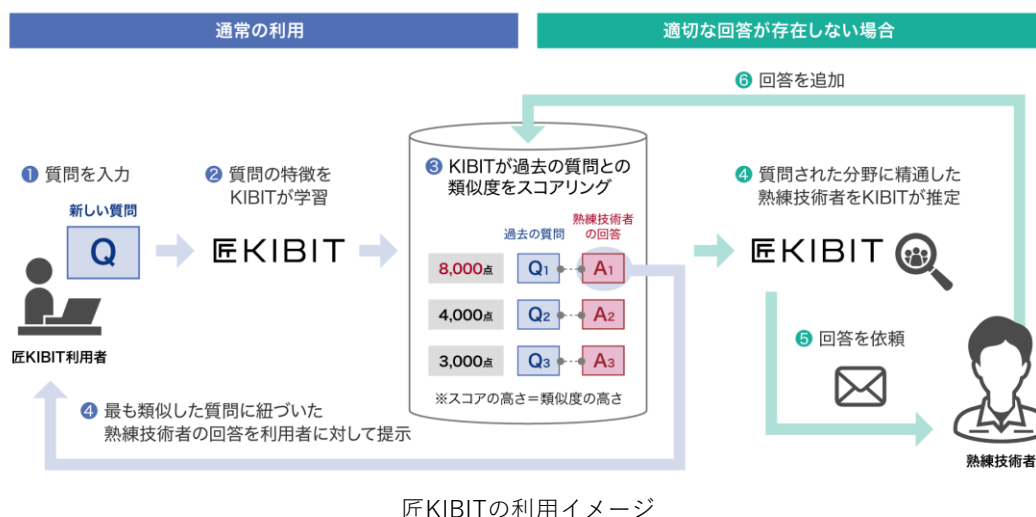 通常の利用
適切な回答が存在しない場合
❶ 質問を入力
新しい質問
Q
匠KIBIT利用者
❷ 質問の特徴を
KIBITが学習
匠KIBIT
❸ KIBITが過去の質問との
類似度をスコアリング
過去の質問
熟練技術者
の回答
8,000点 Q1 A1
4,000点 Q2 A2
3,000点 Q3 A3
※スコアの高さ＝類似度の高さ
❹ 最も類似した質問に紐づいた
熟練技術者の回答を利用者に対して提示
❹ 質問された分野に精通した
熟練技術者をKIBITが推定
匠KIBIT
❺ 回答を依頼
熟練技術者
❻ 回答を追加
匠KIBITの利用イメージ